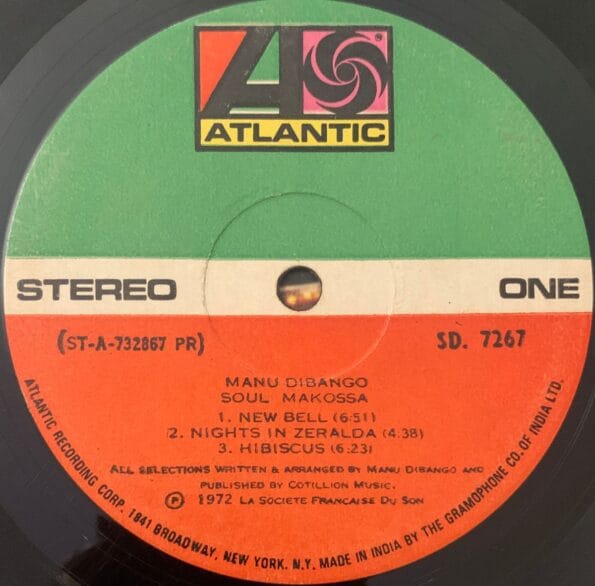 ATLANTIC
STEREO ONE
(ST-A-732867 PR) SD. 7267
MANU DIBANGO
SOUL MAKOSSA
1. NEW BELL (6:51)
2. NIGHTS IN ZERALDA (4:38)
3. HIBISCUS (6:23)
ALL SELECTIONS WRITTEN & ARRANGED BY MANU DIBANGO AND
PUBLISHED BY COTILLION MUSIC.
Ⓟ 1972 LA SOCIETE FRANCAISE DU SON
ATLANTIC RECORDING CORP. 1841 BROADWAY, NEW YORK. N.Y. MADE IN INDIA BY THE GRAMOPHONE CO. OF INDIA LTD.